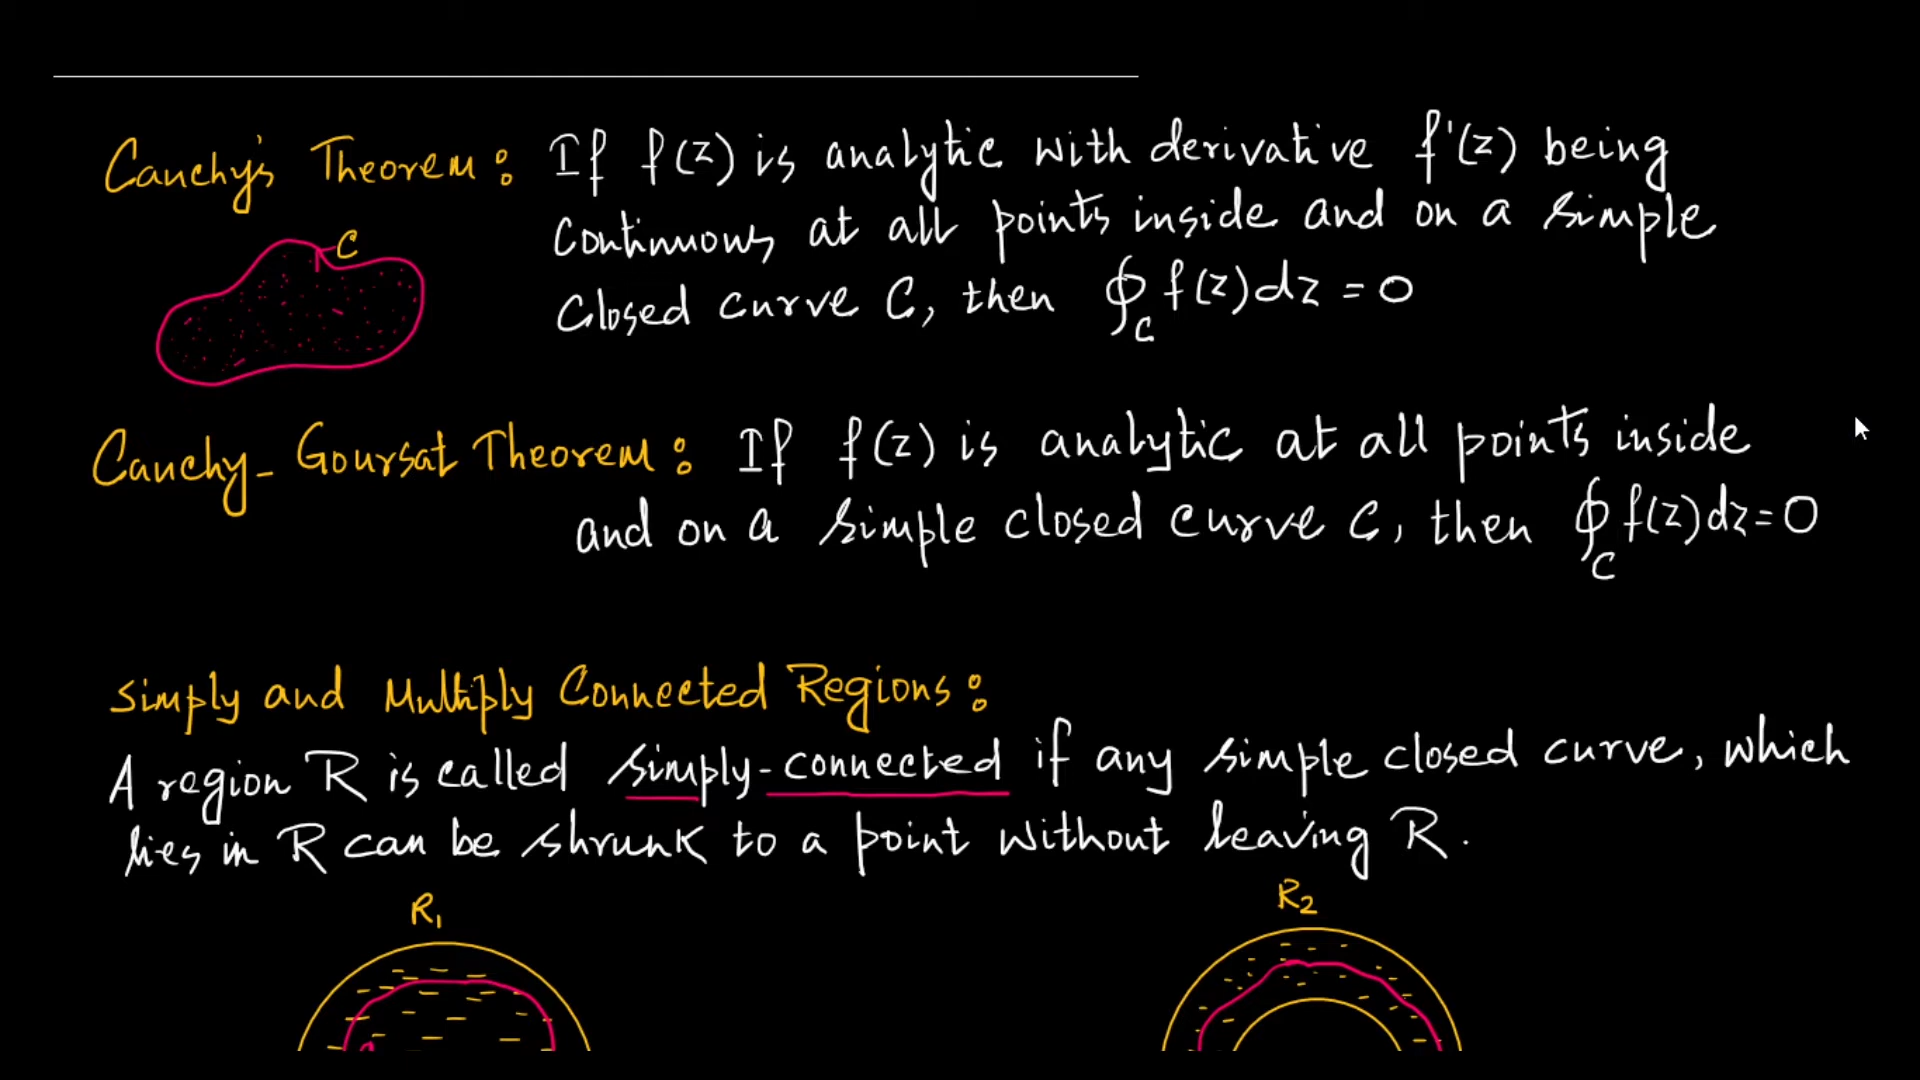 Cauchy's Theorem: If f(z) is analytic with derivative f'(z) being
continuous at all points inside and on a simple
C
closed curve C, then ∮_C f(z)dz = 0
Cauchy-Goursat Theorem: If f(z) is analytic at all points inside
and on a simple closed curve C, then ∮_C f(z)dz=0
Simply and Multiply Connected Regions:
A region R is called simply-connected if any simple closed curve, which
lies in R can be shrunk to a point without leaving R.
R₁
R₂